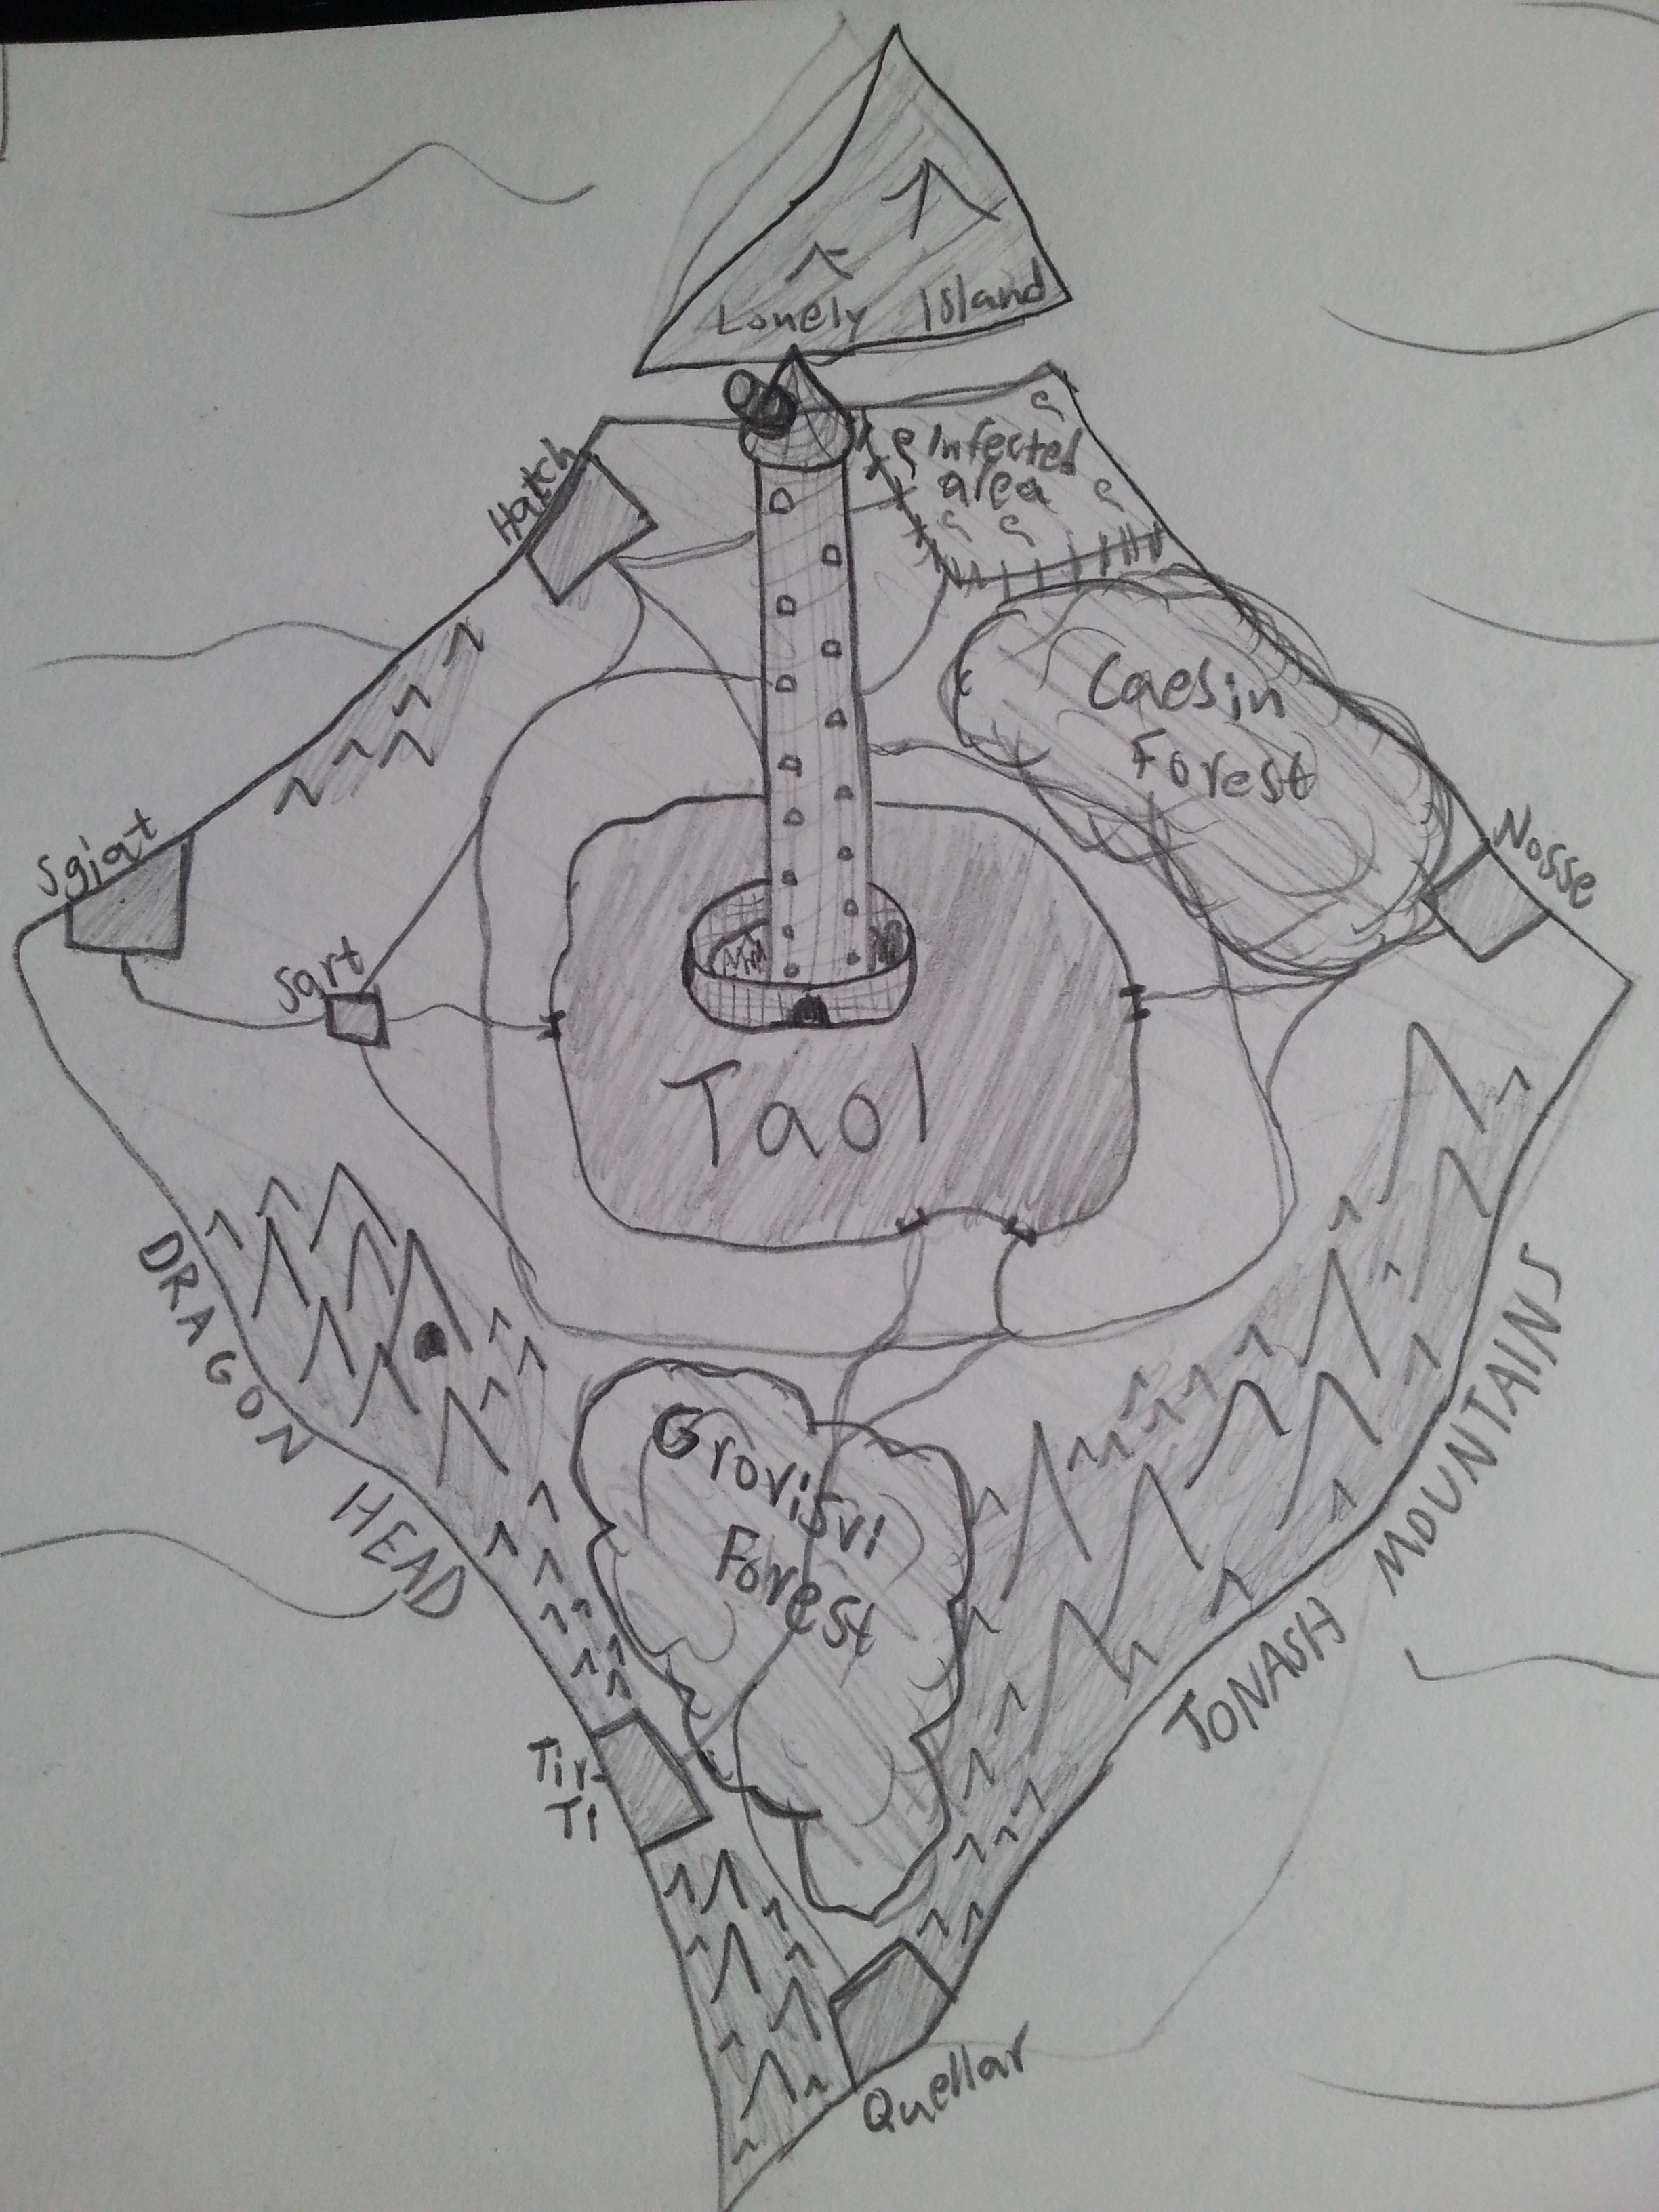 Lonely Island
Hatch
Infected
area
Caesin
Forest
Sgiat
Nosse
Sart
Taol
DRAGON HEAD
Grovisvi
Forest
TONASH MOUNTAINS
Tir-
Ti
Quellar